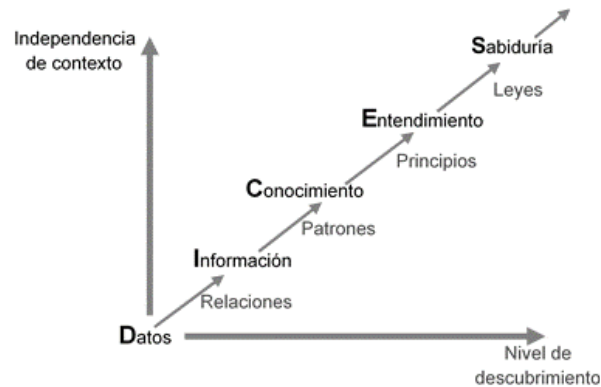 Independencia
de contexto
Sabiduría
Leyes
Entendimiento
Principios
Conocimiento
Patrones
Información
Relaciones
Datos
Nivel de
descubrimiento